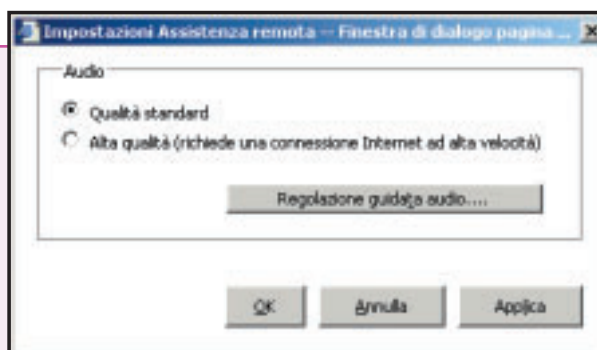 Impostazioni Assistenza remota -- Finestra di dialogo pagina ...
Audio
Qualità standard
Alta qualità (richiede una connessione Internet ad alta velocità)
Regolazione guidata audio....
OK
Annulla
Applica